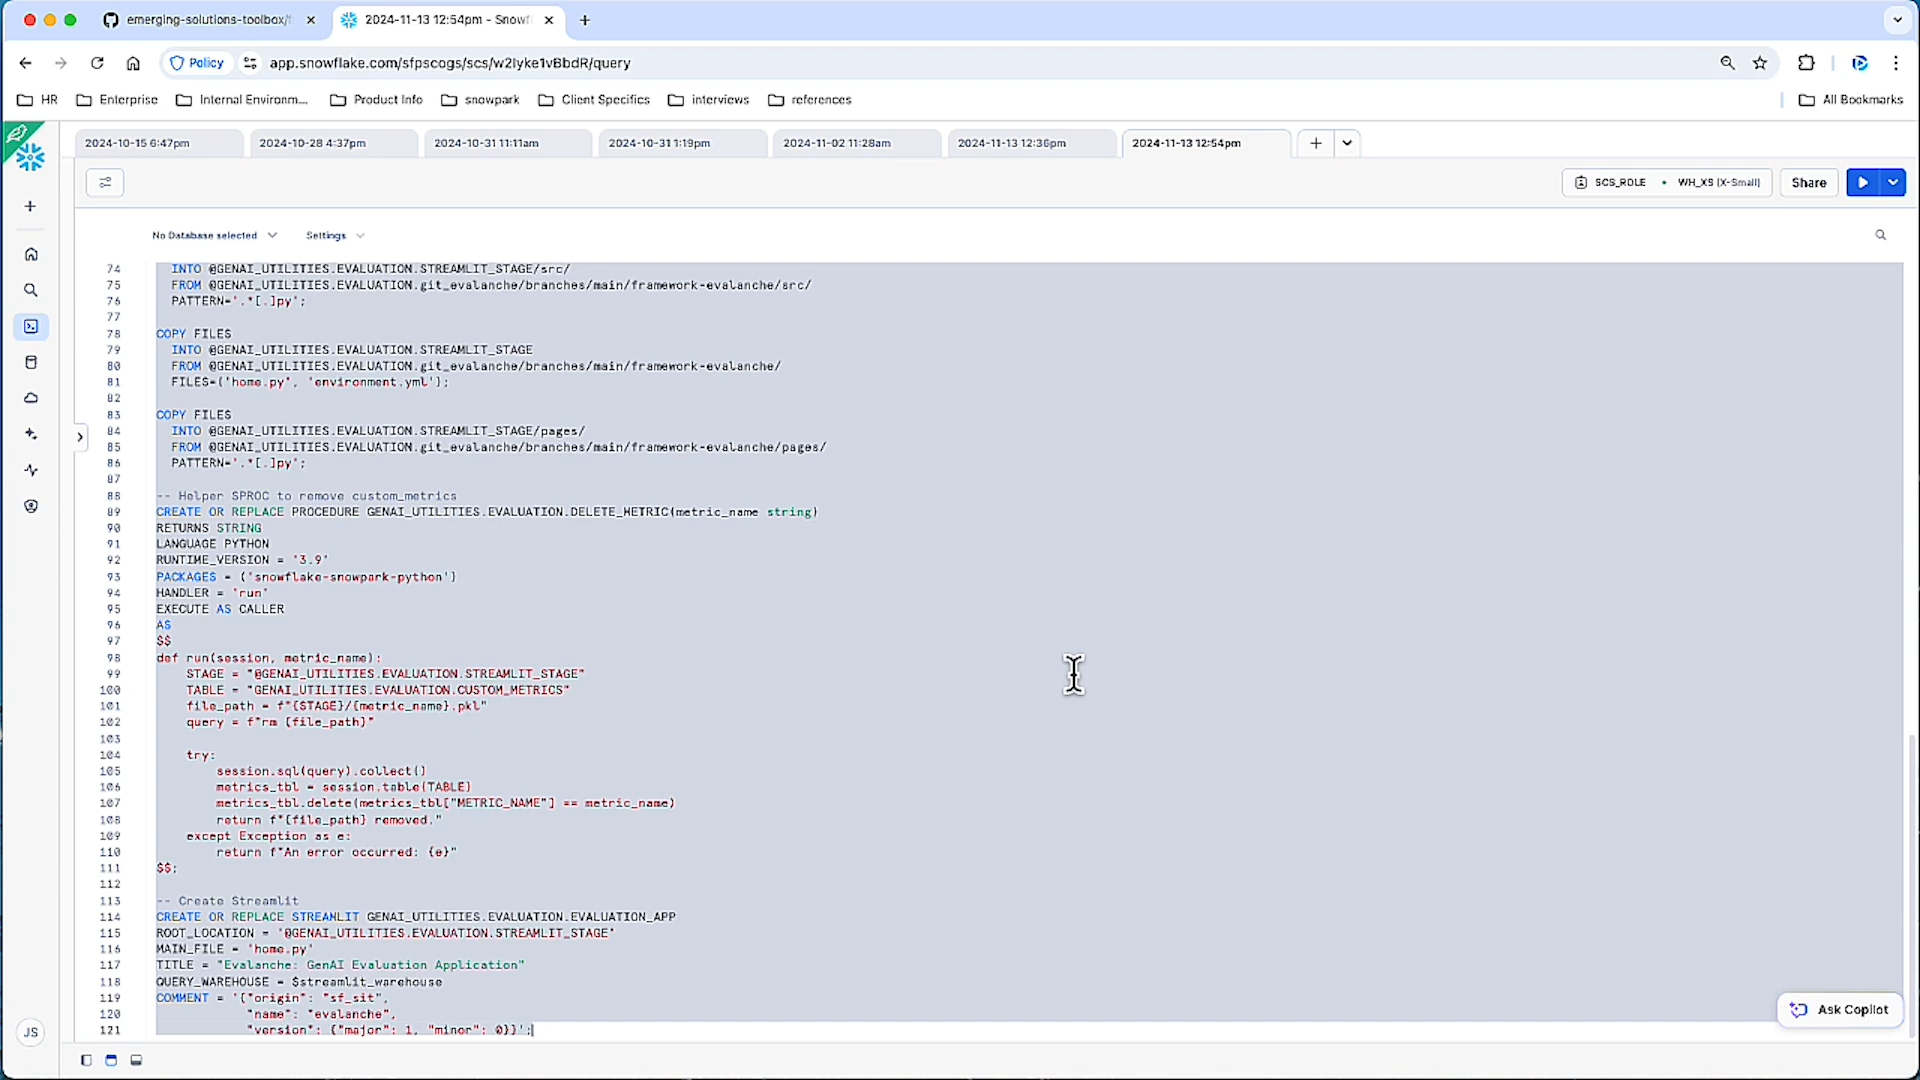 emerging-solutions-toolbox/f
2024-11-13 12:54pm - Snowf
Policy
app.snowflake.com/sfpscogs/scs/w2lyke1vBbdR/query
HR
Enterprise
Internal Environm...
Product Info
snowpark
Client Specifics
interviews
references
All Bookmarks
2024-10-15 6:47pm
2024-10-28 4:37pm
2024-10-31 11:11am
2024-10-31 1:19pm
2024-11-02 11:28am
2024-11-13 12:36pm
2024-11-13 12:54pm
SCS_ROLE • WH_XS (X-Small)
Share
No Database selected
Settings
74 INTO @GENAI_UTILITIES.EVALUATION.STREAMLIT_STAGE/src/
75 FROM @GENAI_UTILITIES.EVALUATION.git_evalanche/branches/main/framework-evalanche/src/
76 PATTERN='.*[.]py';
77
78 COPY FILES
79 INTO @GENAI_UTILITIES.EVALUATION.STREAMLIT_STAGE
80 FROM @GENAI_UTILITIES.EVALUATION.git_evalanche/branches/main/framework-evalanche/
81 FILES=('home.py', 'environment.yml');
82
83 COPY FILES
84 INTO @GENAI_UTILITIES.EVALUATION.STREAMLIT_STAGE/pages/
85 FROM @GENAI_UTILITIES.EVALUATION.git_evalanche/branches/main/framework-evalanche/pages/
86 PATTERN='.*[.]py';
87
88 -- Helper SPROC to remove custom_metrics
89 CREATE OR REPLACE PROCEDURE GENAI_UTILITIES.EVALUATION.DELETE_METRIC(metric_name string)
90 RETURNS STRING
91 LANGUAGE PYTHON
92 RUNTIME_VERSION = '3.9'
93 PACKAGES = ('snowflake-snowpark-python')
94 HANDLER = 'run'
95 EXECUTE AS CALLER
96 AS
97 $$
98 def run(session, metric_name):
99 STAGE = "@GENAI_UTILITIES.EVALUATION.STREAMLIT_STAGE"
100 TABLE = "GENAI_UTILITIES.EVALUATION.CUSTOM_METRICS"
101 file_path = f"{STAGE}/{metric_name}.pkl"
102 query = f"rm {file_path}"
103
104 try:
105 session.sql(query).collect()
106 metrics_tbl = session.table(TABLE)
107 metrics_tbl.delete(metrics_tbl["METRIC_NAME"] == metric_name)
108 return f"{file_path} removed."
109 except Exception as e:
110 return f"An error occurred: {e}"
111 $$;
112
113 -- Create Streamlit
114 CREATE OR REPLACE STREAMLIT GENAI_UTILITIES.EVALUATION.EVALUATION_APP
115 ROOT_LOCATION = '@GENAI_UTILITIES.EVALUATION.STREAMLIT_STAGE'
116 MAIN_FILE = 'home.py'
117 TITLE = "Evalanche: GenAI Evaluation Application"
118 QUERY_WAREHOUSE = $streamlit_warehouse
119 COMMENT = '{"origin": "sf_sit",
120 "name": "evalanche",
121 "version": {"major": 1, "minor": 0}}';
Ask Copilot
JS